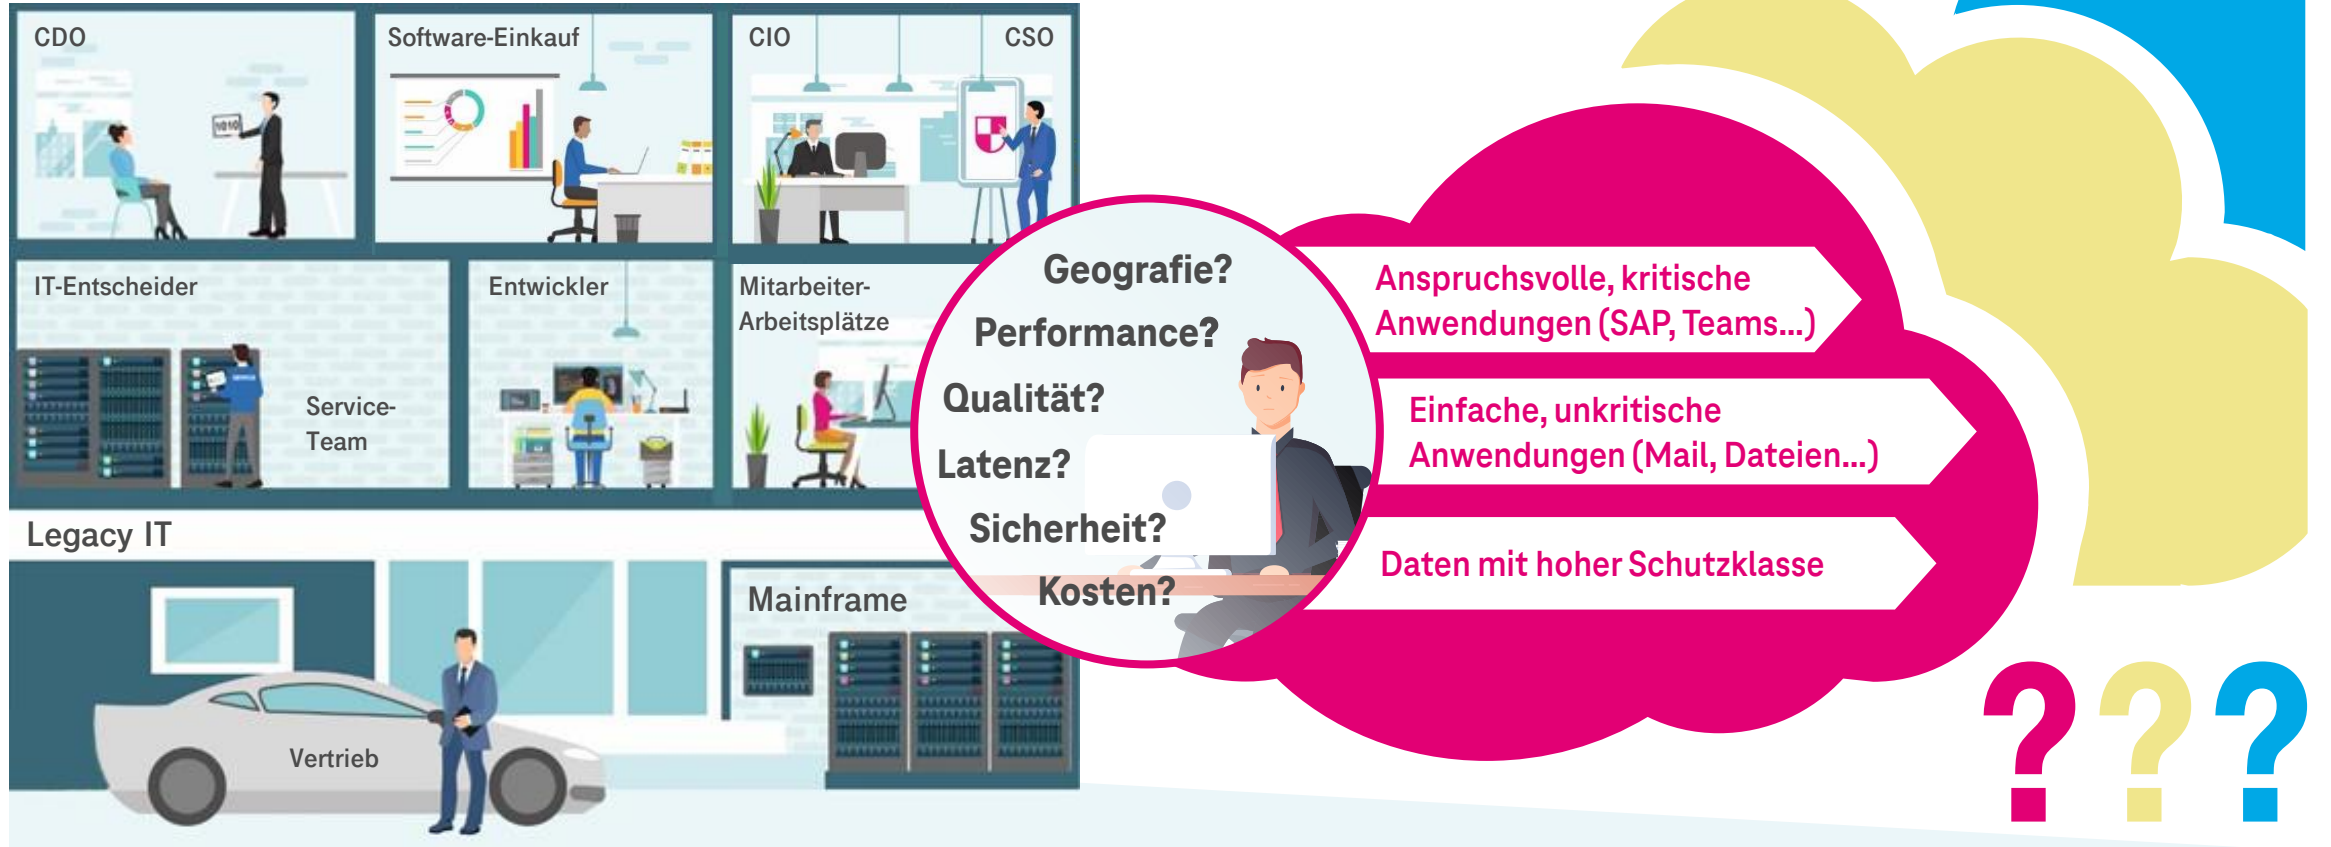 CDO
Software-Einkauf
CIO
CSO
1010
IT-Entscheider
Service-
Team
Entwickler
Mitarbeiter-
Arbeitsplätze
Legacy IT
Mainframe
Vertrieb
Geografie?
Performance?
Qualität?
Latenz?
Sicherheit?
Kosten?
Anspruchsvolle, kritische
Anwendungen (SAP, Teams...)
Einfache, unkritische
Anwendungen (Mail, Dateien...)
Daten mit hoher Schutzklasse
? ? ?